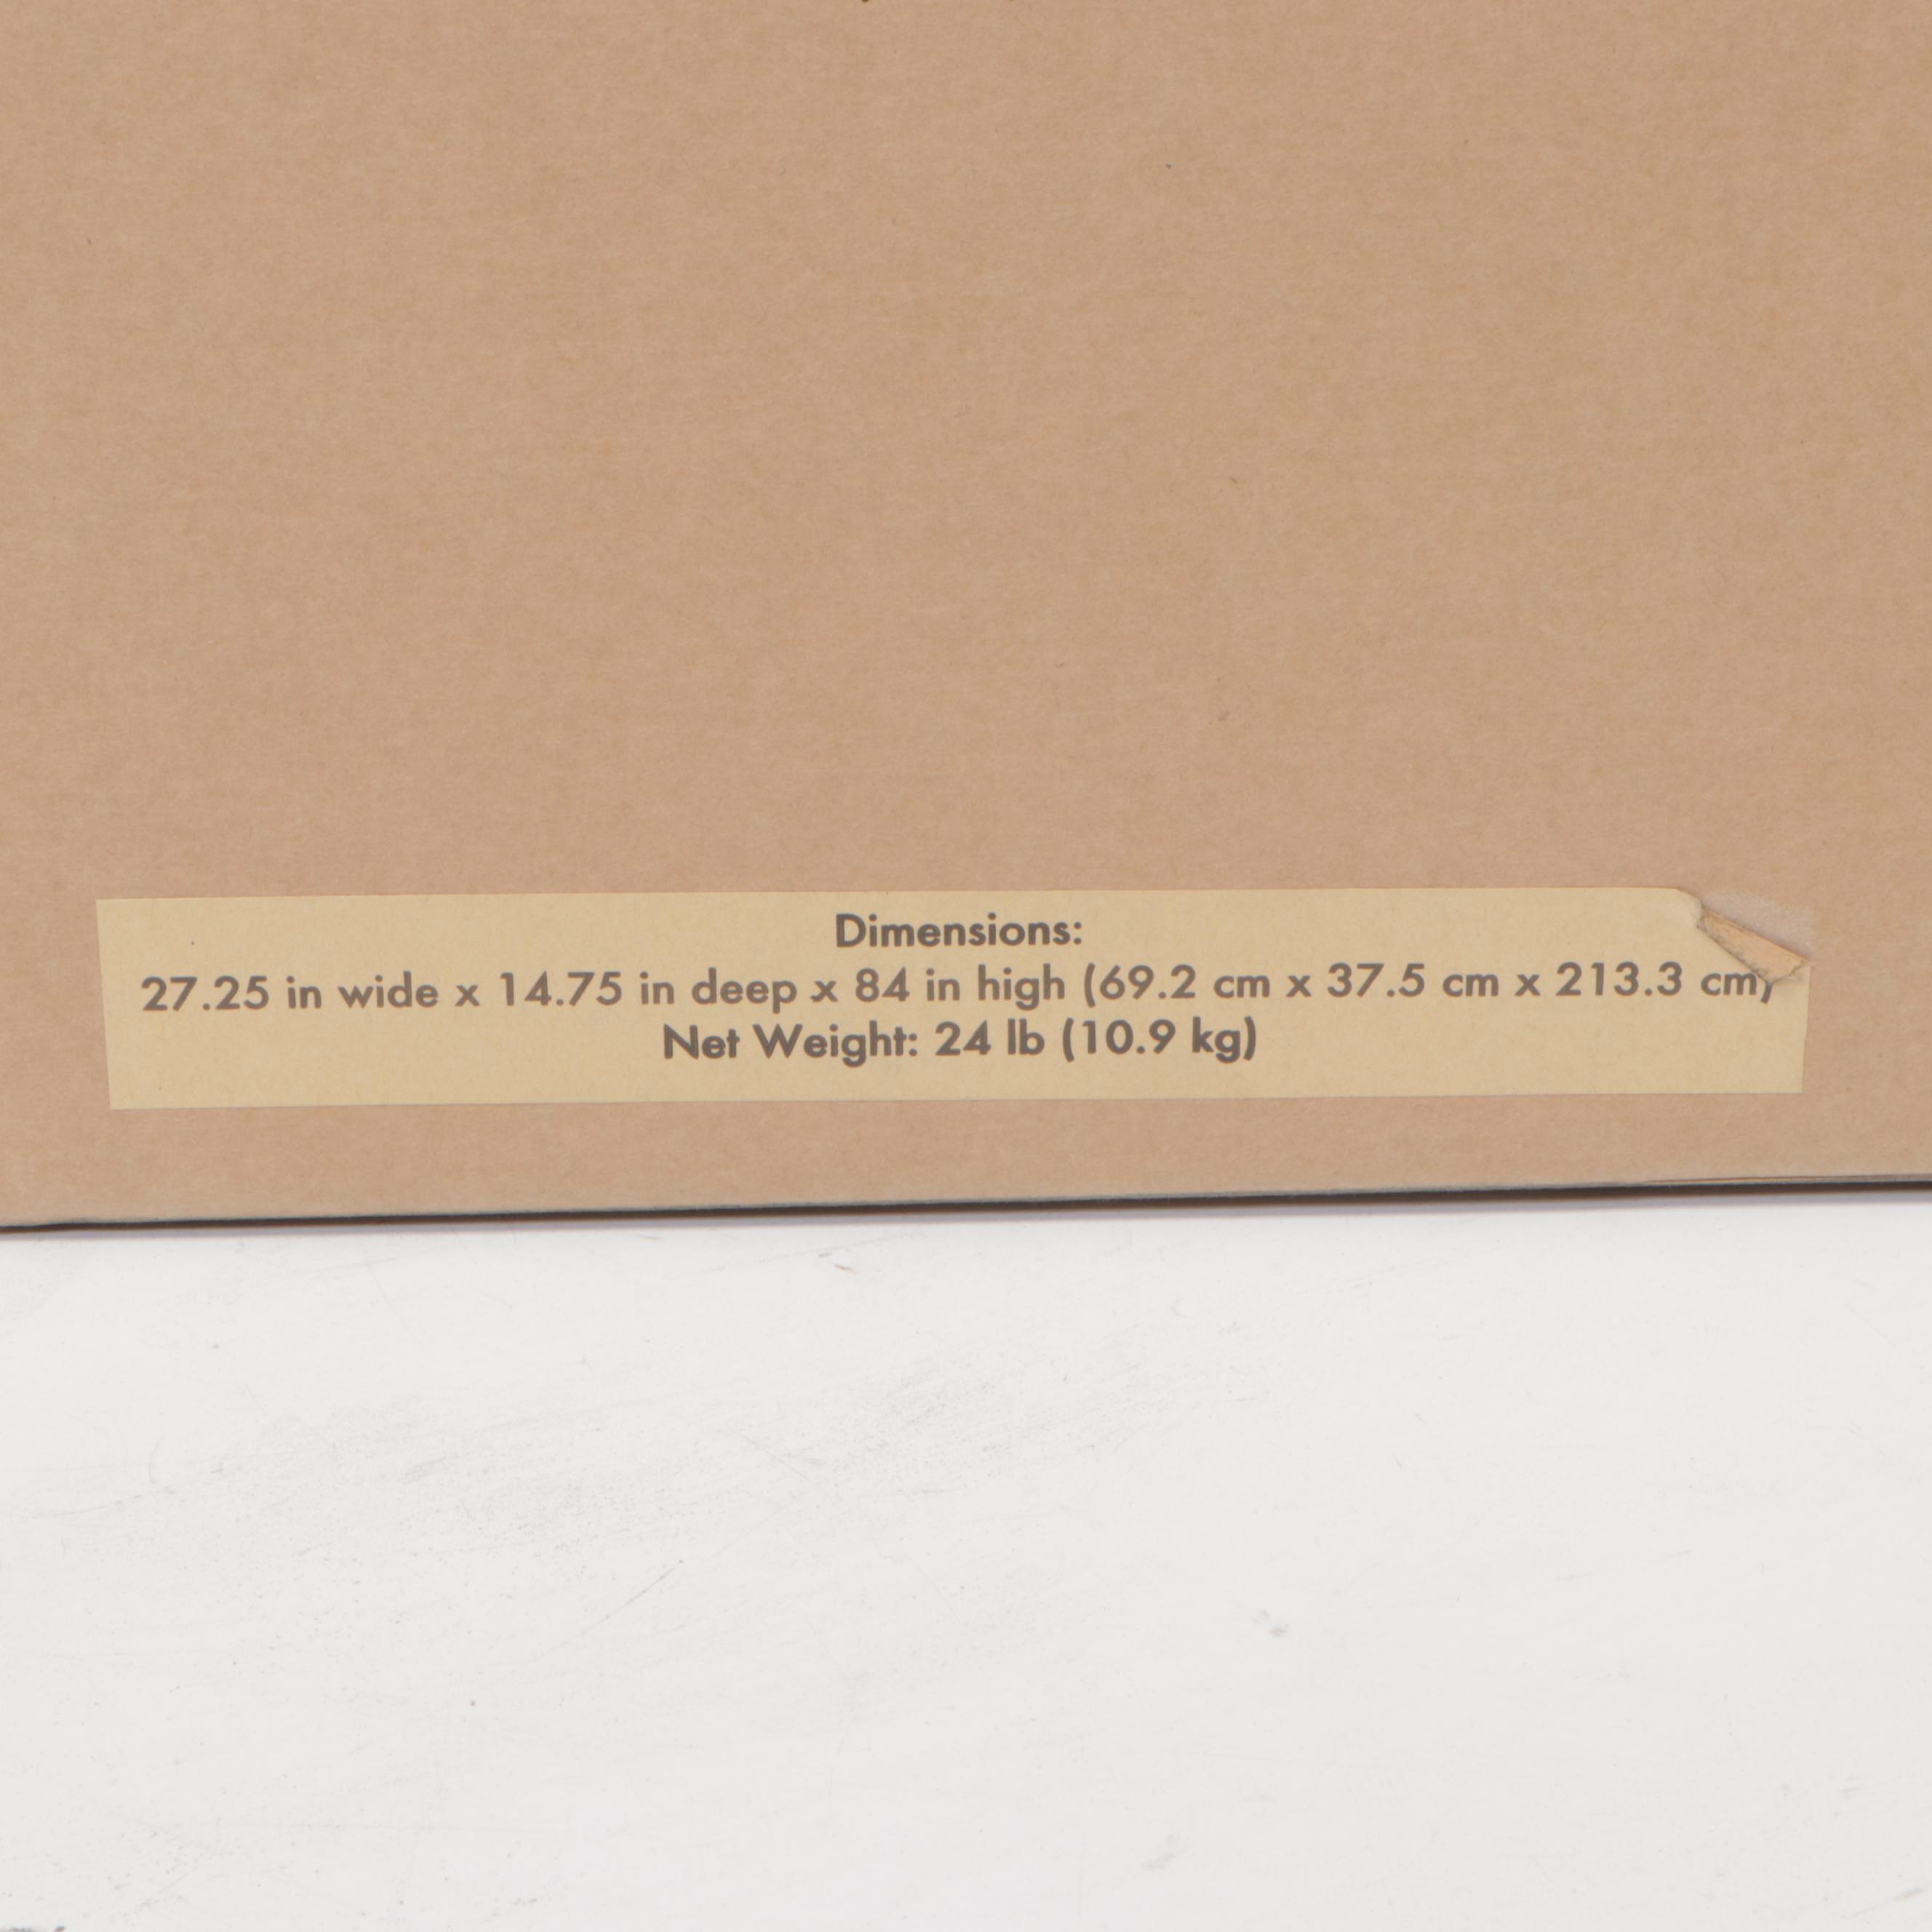 Dimensions:
27.25 in wide x 14.75 in deep x 84 in high (69.2 cm x 37.5 cm x 213.3 cm)
Net Weight: 24 lb (10.9 kg)